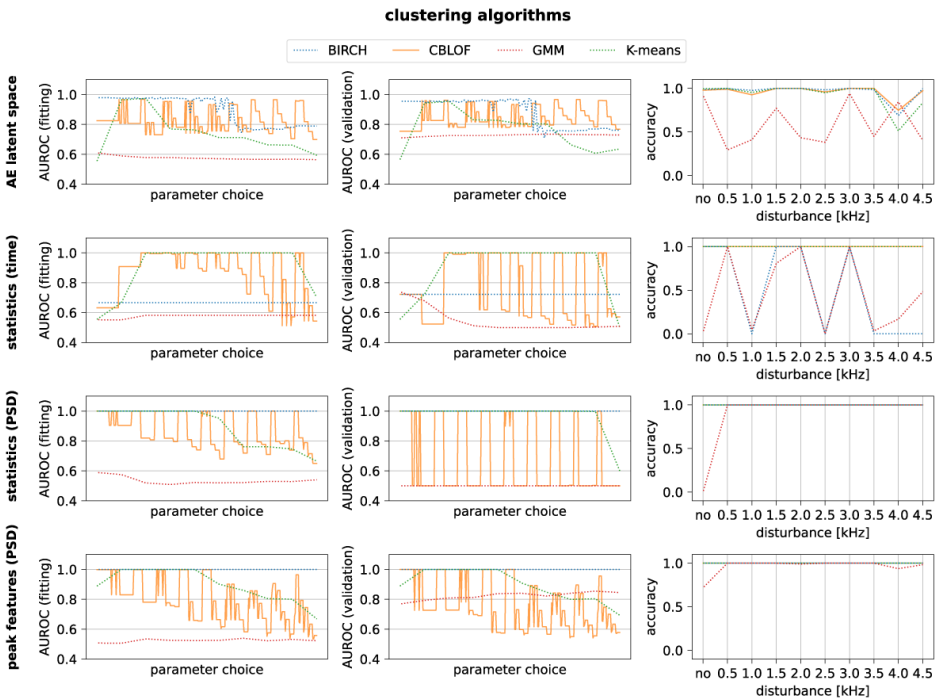 clustering algorithms
BIRCH CBLOF GMM K-means
AE latent space
AUROC (fitting)
1.0
0.8
0.6
0.4
parameter choice
AUROC (validation)
1.0
0.8
0.6
0.4
parameter choice
accuracy
1.0
0.5
0.0
no 0.5 1.0 1.5 2.0 2.5 3.0 3.5 4.0 4.5
disturbance [kHz]
statistics (time)
AUROC (fitting)
1.0
0.8
0.6
0.4
parameter choice
AUROC (validation)
1.0
0.8
0.6
0.4
parameter choice
accuracy
1.0
0.5
0.0
no 0.5 1.0 1.5 2.0 2.5 3.0 3.5 4.0 4.5
disturbance [kHz]
statistics (PSD)
AUROC (fitting)
1.0
0.8
0.6
0.4
parameter choice
AUROC (validation)
1.0
0.8
0.6
0.4
parameter choice
accuracy
1.0
0.5
0.0
no 0.5 1.0 1.5 2.0 2.5 3.0 3.5 4.0 4.5
disturbance [kHz]
peak features (PSD)
AUROC (fitting)
1.0
0.8
0.6
0.4
parameter choice
AUROC (validation)
1.0
0.8
0.6
0.4
parameter choice
accuracy
1.0
0.5
0.0
no 0.5 1.0 1.5 2.0 2.5 3.0 3.5 4.0 4.5
disturbance [kHz]